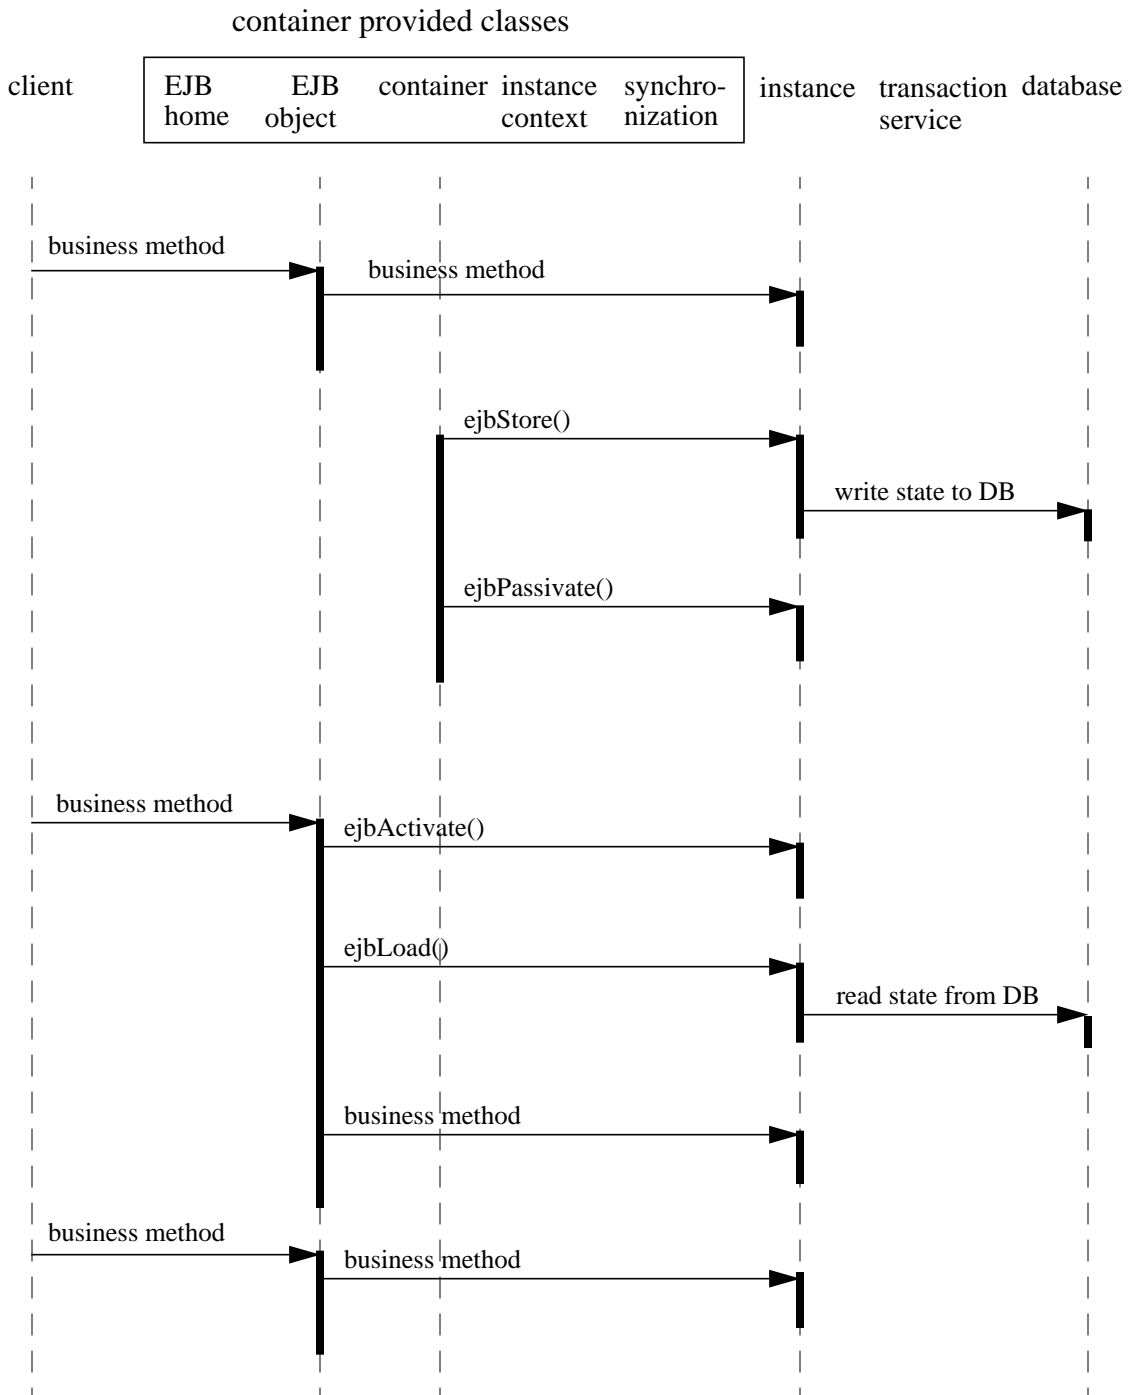 container provided classes
client EJB EJB container instance synchro- instance transaction database
home object context nization service
business method
business method
ejbStore()
write state to DB
ejbPassivate()
business method
ejbActivate()
ejbLoad()
read state from DB
business method
business method
business method